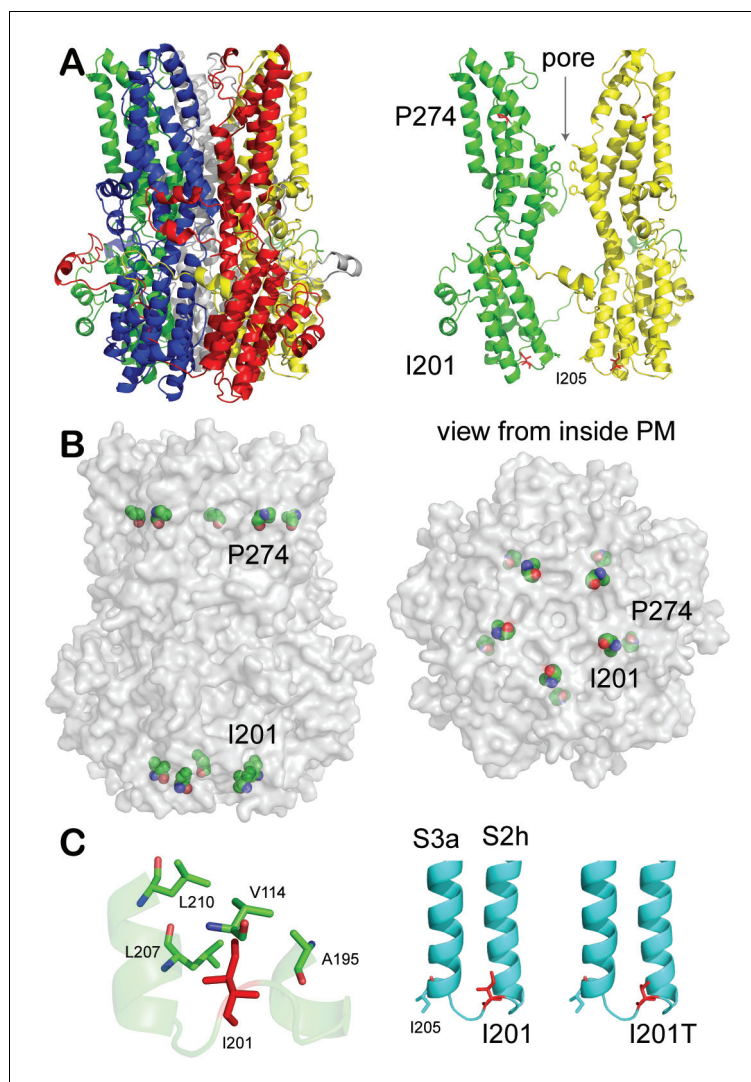 A
pore
P274
I201
I205
B
view from inside PM
P274
P274
I201
I201
C
S3a
S2h
V114
L210
L207
A195
I201
I205
I201
I201T